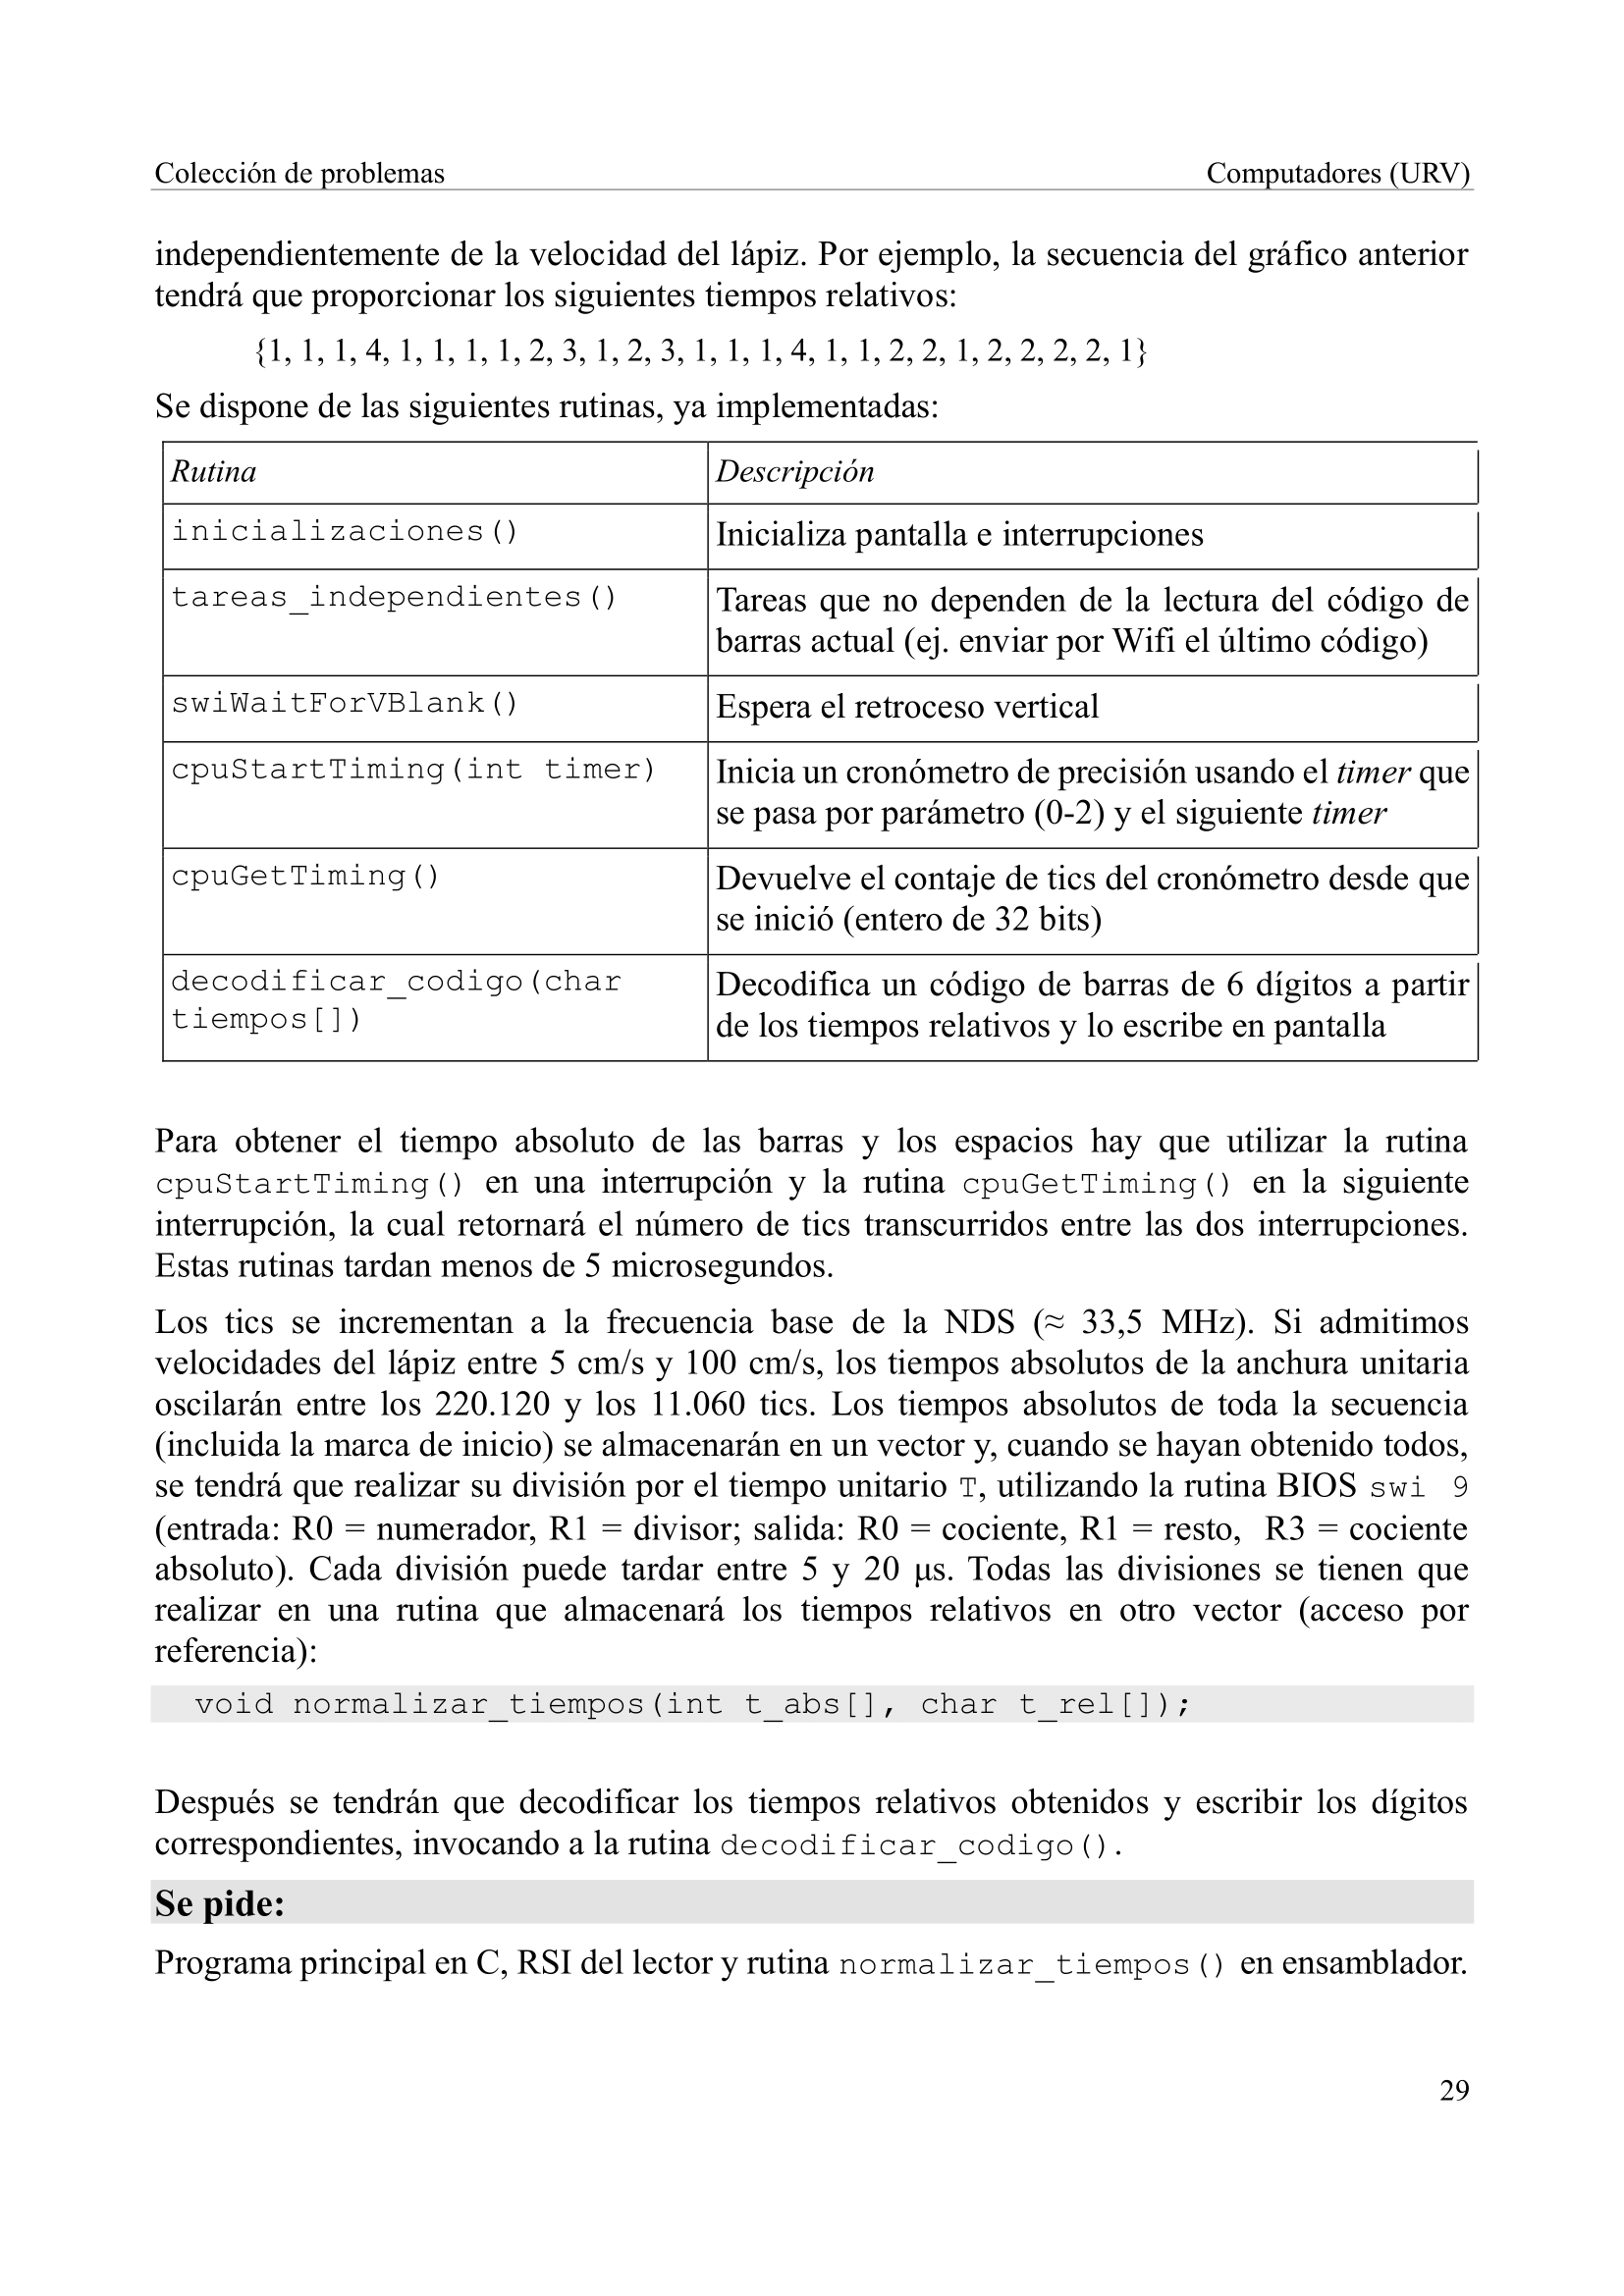 Colección de problemas Computadores (URV)
independientemente de la velocidad del lápiz. Por ejemplo, la secuencia del gráfico anterior
tendrá que proporcionar los siguientes tiempos relativos:
{1, 1, 1, 4, 1, 1, 1, 1, 2, 3, 1, 2, 3, 1, 1, 1, 4, 1, 1, 2, 2, 1, 2, 2, 2, 2, 1}
Se dispone de las siguientes rutinas, ya implementadas:
Rutina Descripción
inicializaciones() Inicializa pantalla e interrupciones
tareas_independientes() Tareas que no dependen de la lectura del código de
barras actual (ej. enviar por Wifi el último código)
swiWaitForVBlank() Espera el retroceso vertical
cpuStartTiming(int timer) Inicia un cronómetro de precisión usando el timer que
se pasa por parámetro (0-2) y el siguiente timer
cpuGetTiming() Devuelve el contaje de tics del cronómetro desde que
se inició (entero de 32 bits)
decodificar_codigo(char Decodifica un código de barras de 6 dígitos a partir
tiempos[]) de los tiempos relativos y lo escribe en pantalla
Para obtener el tiempo absoluto de las barras y los espacios hay que utilizar la rutina
cpuStartTiming() en una interrupción y la rutina cpuGetTiming() en la siguiente
interrupción, la cual retornará el número de tics transcurridos entre las dos interrupciones.
Estas rutinas tardan menos de 5 microsegundos.
Los tics se incrementan a la frecuencia base de la NDS (≈ 33,5 MHz). Si admitimos
velocidades del lápiz entre 5 cm/s y 100 cm/s, los tiempos absolutos de la anchura unitaria
oscilarán entre los 220.120 y los 11.060 tics. Los tiempos absolutos de toda la secuencia
(incluida la marca de inicio) se almacenarán en un vector y, cuando se hayan obtenido todos,
se tendrá que realizar su división por el tiempo unitario T, utilizando la rutina BIOS swi 9
(entrada: R0 = numerador, R1 = divisor; salida: R0 = cociente, R1 = resto, R3 = cociente
absoluto). Cada división puede tardar entre 5 y 20 µs. Todas las divisiones se tienen que
realizar en una rutina que almacenará los tiempos relativos en otro vector (acceso por
referencia):
void normalizar_tiempos(int t_abs[], char t_rel[]);
Después se tendrán que decodificar los tiempos relativos obtenidos y escribir los dígitos
correspondientes, invocando a la rutina decodificar_codigo().
Se pide:
Programa principal en C, RSI del lector y rutina normalizar_tiempos() en ensamblador.
29